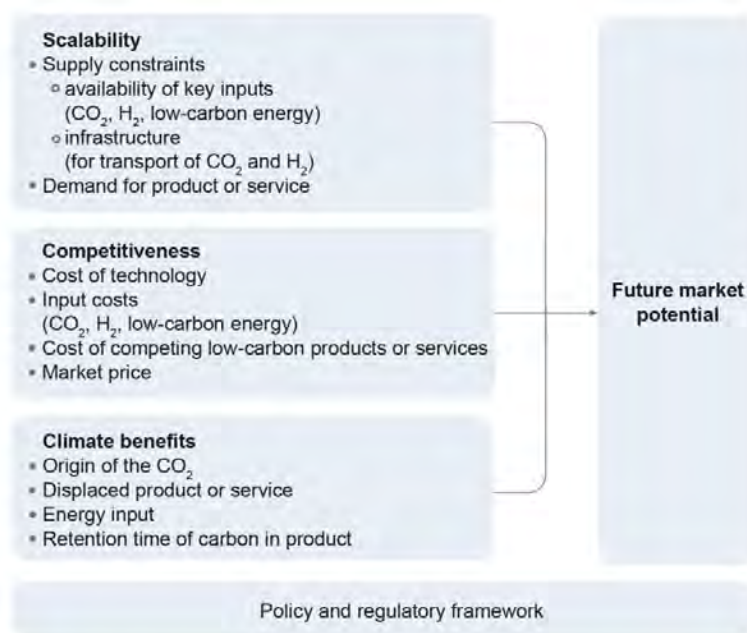 Scalability
• Supply constraints
o availability of key inputs
(CO₂, H₂, low-carbon energy)
o infrastructure
(for transport of CO₂ and H₂)
• Demand for product or service
Competitiveness
• Cost of technology
• Input costs
(CO₂, H₂, low-carbon energy)
• Cost of competing low-carbon products or services
• Market price
Climate benefits
• Origin of the CO₂
• Displaced product or service
• Energy input
• Retention time of carbon in product
Future market
potential
Policy and regulatory framework